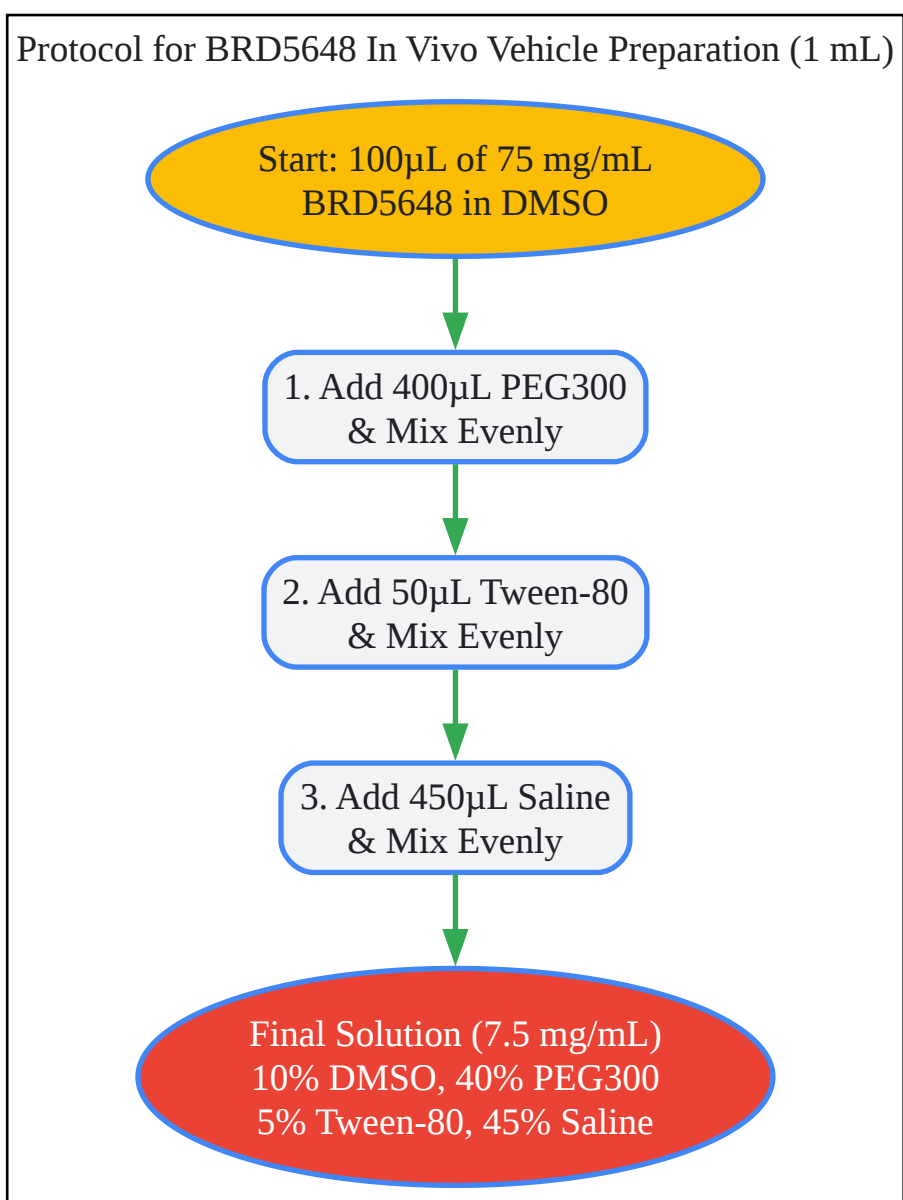 Protocol for BRD5648 In Vivo Vehicle Preparation (1 mL)
Start: 100µL of 75 mg/mL
BRD5648 in DMSO
1. Add 400µL PEG300
& Mix Evenly
2. Add 50µL Tween-80
& Mix Evenly
3. Add 450µL Saline
& Mix Evenly
Final Solution (7.5 mg/mL)
10% DMSO, 40% PEG300
5% Tween-80, 45% Saline